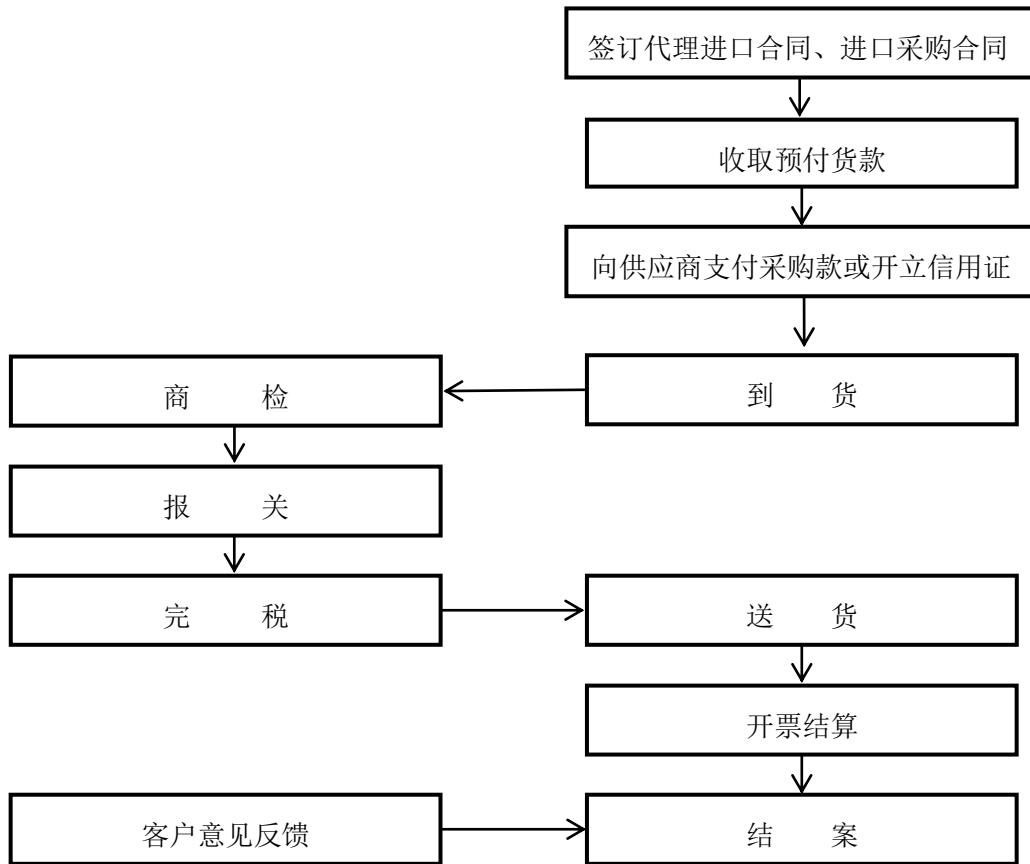 签订代理进口合同、进口采购合同
收取预付货款
向供应商支付采购款或开立信用证
到 货
商 检
报 关
完 税
送 货
开票结算
客户意见反馈
结 案